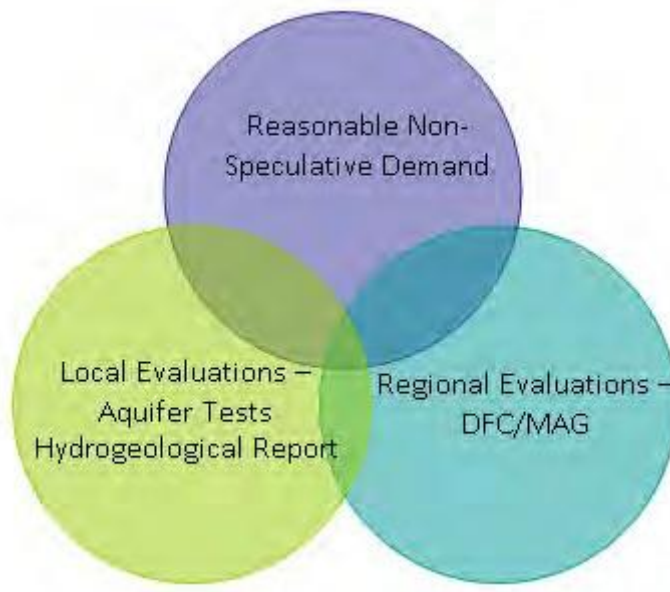 Reasonable Non-
Speculative Demand
Local Evaluations –
Aquifer Tests
Hydrogeological Report
Regional Evaluations –
DFC/MAG